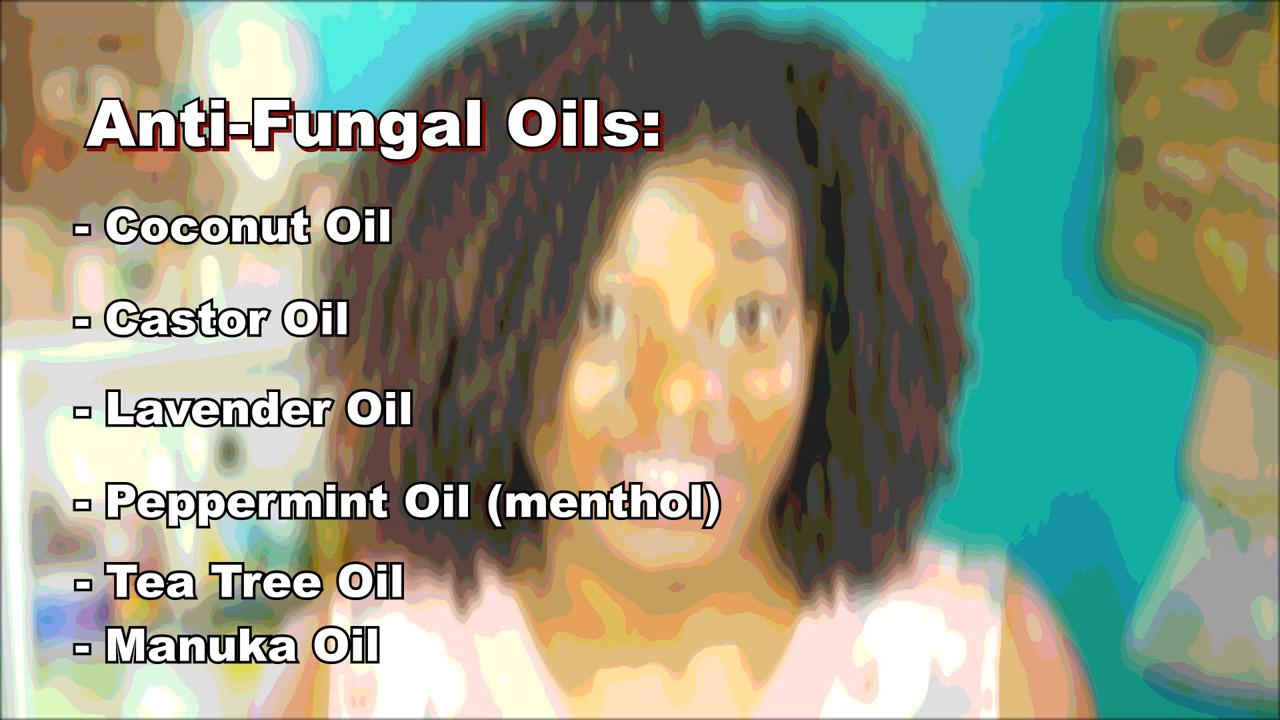 Anti-Fungal Oils:
- Coconut Oil
- Castor Oil
- Lavender Oil
- Peppermint Oil (menthol)
- Tea Tree Oil
- Manuka Oil